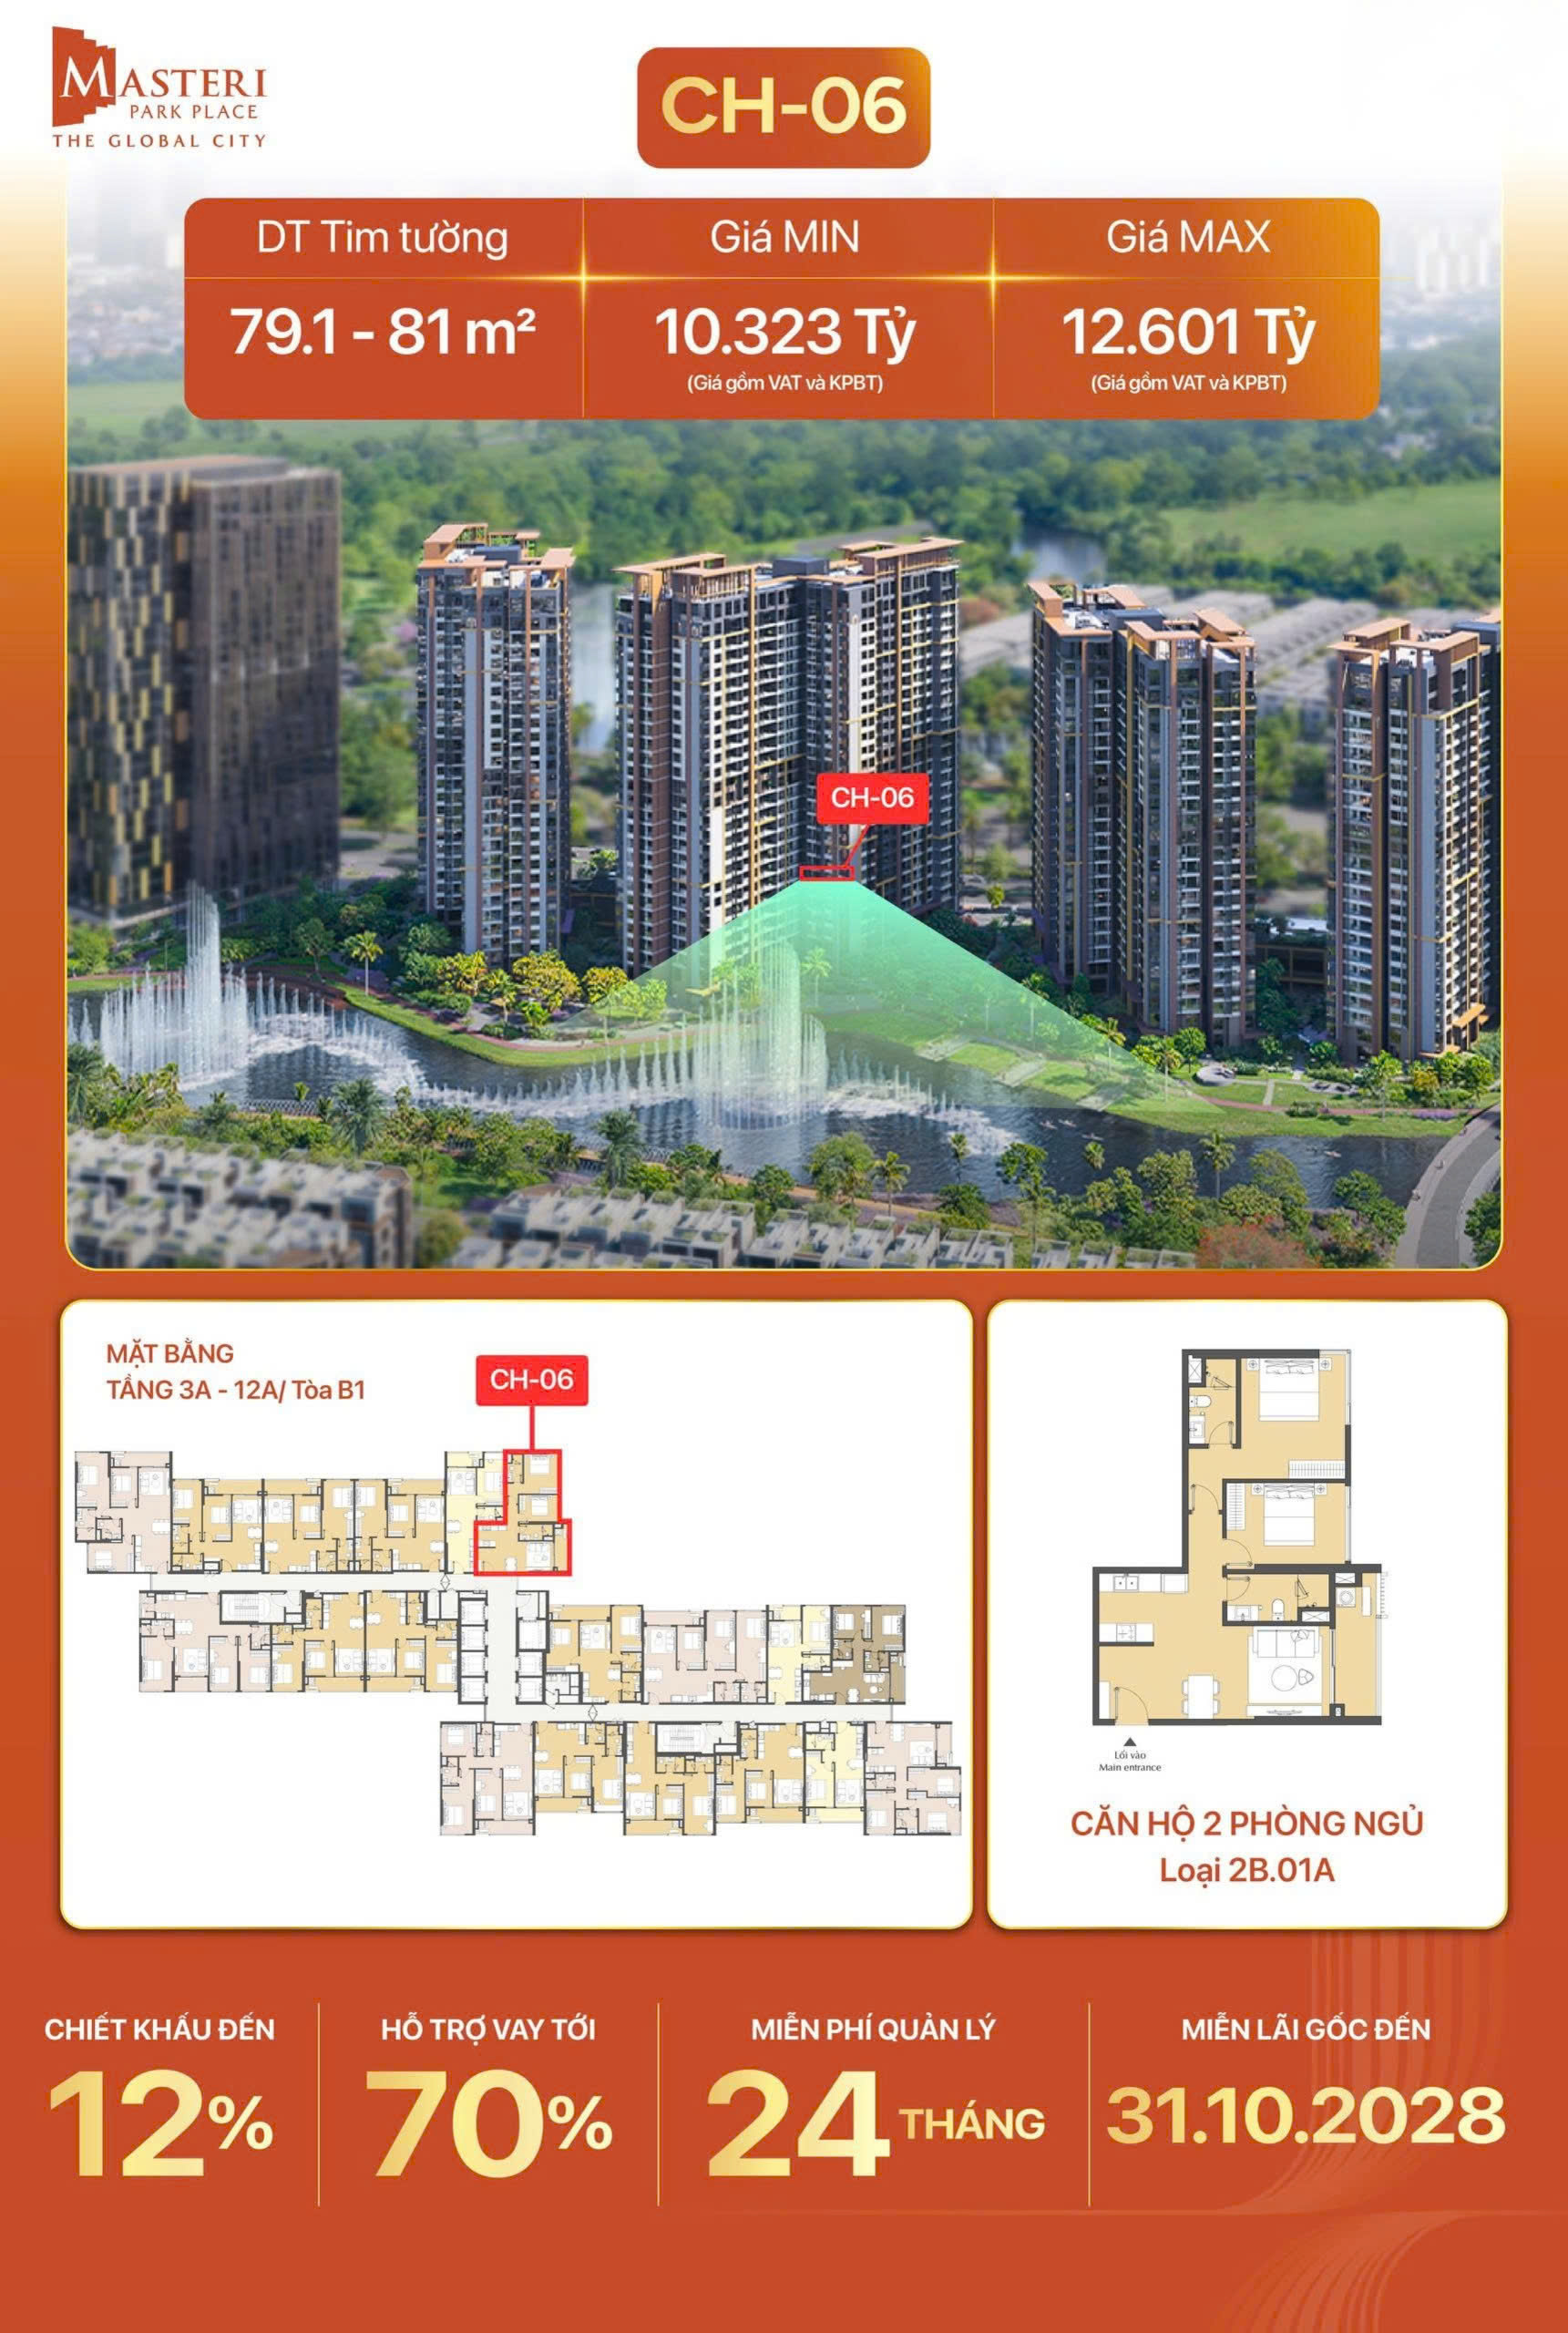 MASTERI
PARK PLACE
THE GLOBAL CITY
CH-06
DT Tim tường
Giá MIN
Giá MAX
79.1 - 81 m²
10.323 Tỷ
12.601 Tỷ
(Giá gồm VAT và KPBT)
(Giá gồm VAT và KPBT)
CH-06
MẶT BẰNG
TẦNG 3A - 12A/ Tòa B1
CH-06
Lối vào
Main entrance
CĂN HỘ 2 PHÒNG NGỦ
Loại 2B.01A
CHIẾT KHẤU ĐẾN
12%
HỖ TRỢ VAY TỚI
70%
MIỄN PHÍ QUẢN LÝ
24 THÁNG
MIỄN LÃI GỐC ĐẾN
31.10.2028